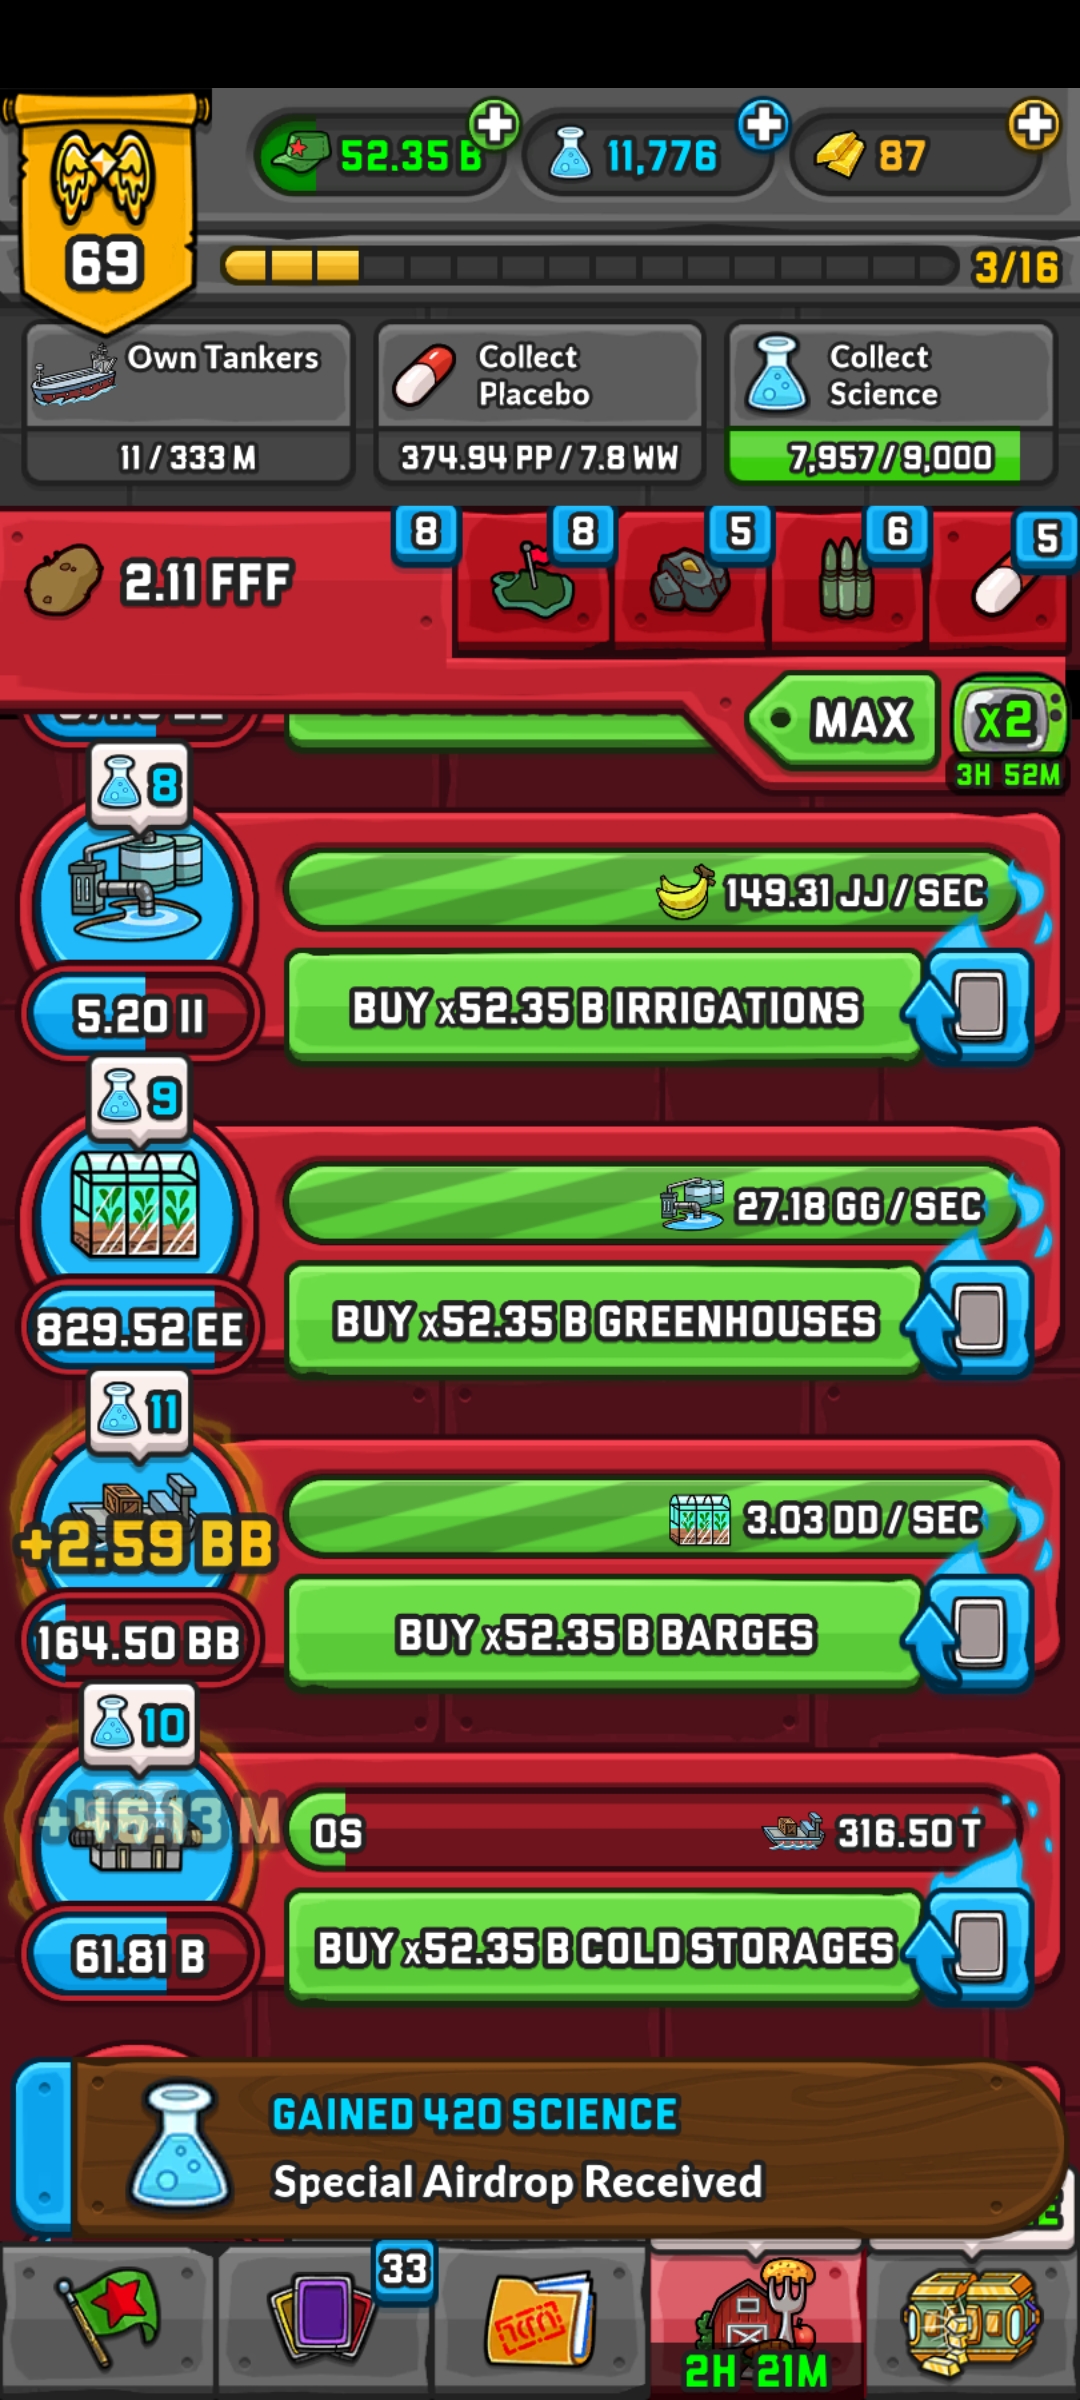 52.35 B
11,776
87
69
3/16
Own Tankers
11 / 333 M
Collect
Placebo
374.94 PP / 7.8 WW
Collect
Science
7,957 / 9,000
2.11 FFF
8
8
5
6
5
MAX
x2
3H 52M
8
149.31 JJ / SEC
5.20 II
BUY x52.35 B IRRIGATIONS
9
27.18 GG / SEC
829.52 EE
BUY x52.35 B GREENHOUSES
11
+2.59 BB
3.03 DD / SEC
164.50 BB
BUY x52.35 B BARGES
10
+46.13 M
0S
316.50 T
61.81 B
BUY x52.35 B COLD STORAGES
GAINED 420 SCIENCE
Special Airdrop Received
33
2H 21M